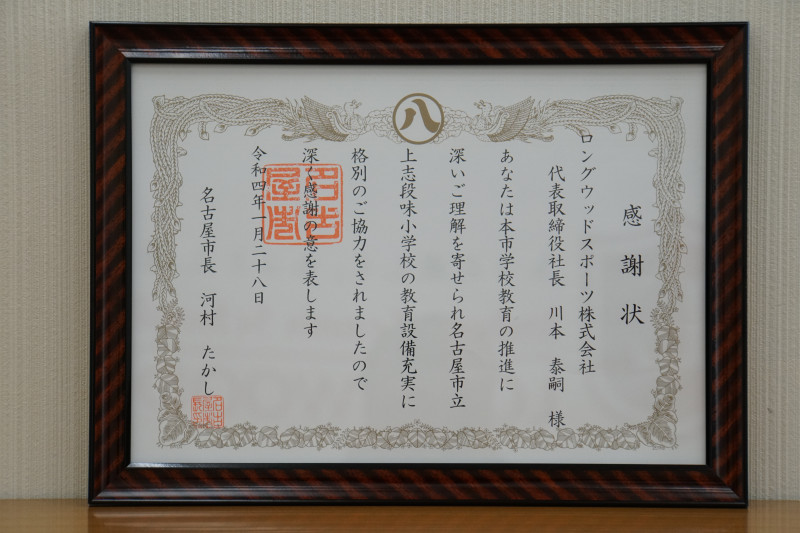 八
感謝状
ロングウッドスポーツ株式会社
代表取締役社長 川本 泰嗣 様
あなたは本市学校教育の推進に
深いご理解を寄せられ名古屋市立
上志段味小学校の教育設備充実に
格別のご協力をされましたので
深く感謝の意を表します
令和四年一月二十八日
名古屋市長 河村 たかし